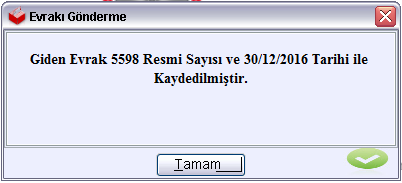 Evrakı Gönderme
Giden Evrak 5598 Resmi Sayısı ve 30/12/2016 Tarihi ile
Kaydedilmiştir.
Tamam